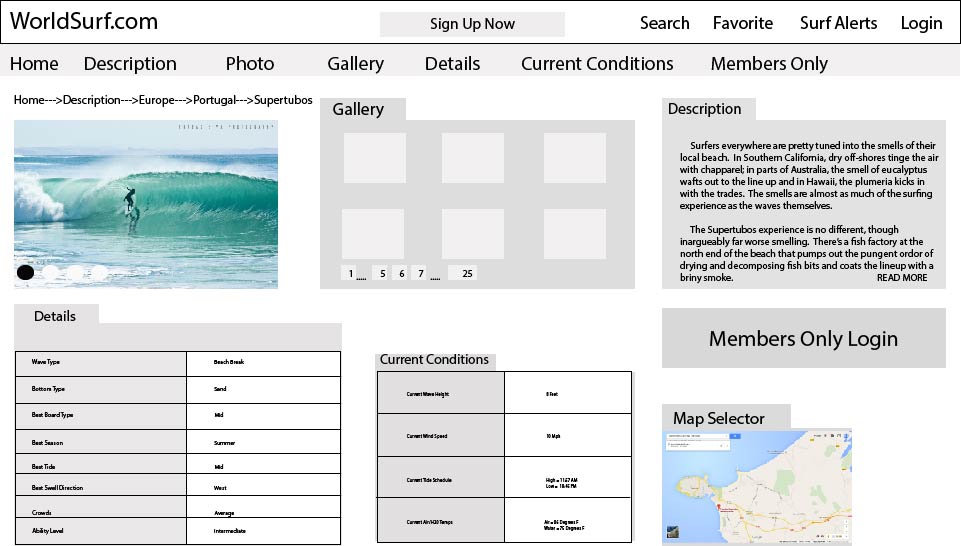 WorldSurf.com
Sign Up Now
Search
Favorite
Surf Alerts
Login
Home
Description
Photo
Gallery
Details
Current Conditions
Members Only
Home--->Description--->Europe--->Portugal--->Supertubos
Gallery
1 ..... 5 6 7 ..... 25
Description
Surfers everywhere are pretty tuned into the smells of their
local beach. In Southern California, dry off-shores tinge the air
with chapparel; in parts of Australia, the smell of eucalyptus
wafts out to the line up and in Hawaii, the plumeria kicks in
with the trades. The smells are almost as much of the surfing
experience as the waves themselves.
The Supertubos experience is no different, though
inargueably far worse smelling. There's a fish factory at the
north end of the beach that pumps out the pungent ordor of
drying and decomposing fish bits and coats the lineup with a
briny smoke.
READ MORE
Details
Wave Type
Beach Break
Bottom Type
Sand
Best Board Type
Mid
Best Season
Summer
Best Tide
Mid
Best Swell Direction
West
Crowds
Average
Ability Level
Intermediate
Current Conditions
Current Wave Height
8 Feet
Current Wind Speed
10 Mph
Current Tide Schedule
High = 11:57 AM
Low = 10:45 PM
Current Air/H20 Temps
Air = 86 Degrees F
Water = 75 Degrees F
Members Only Login
Map Selector